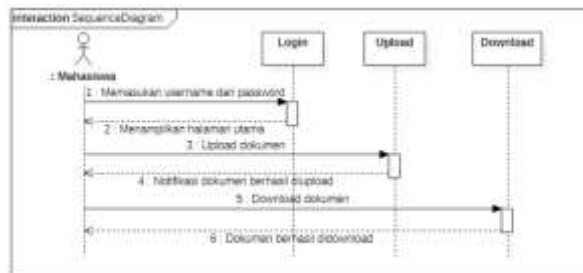 interaction SequenceDiagram
Login
Upload
Download
: Mahasiswa
1 : Memasukan username dan password
2 : Menampilkan halaman utama
3 : Upload dokumen
4 : Notifikasi dokumen berhasil diupload
5 : Download dokumen
6 : Dokumen berhasil didownload